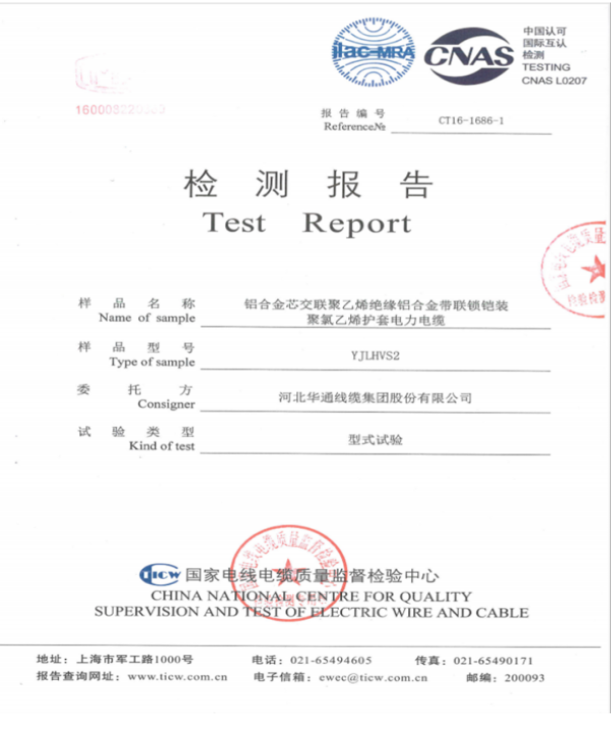 ilac-MRA
CNAS
中国认可
国际互认
检测
TESTING
CNAS L0207
报告编号
Reference№
CT16-1686-1
检测报告
Test Report
样品名称
Name of sample
铝合金芯交联聚乙烯绝缘铝合金带联锁铠装
聚氯乙烯护套电力电缆
样品型号
Type of sample
YJLHVS2
委托方
Consigner
河北华通线缆集团股份有限公司
试验类型
Kind of test
型式试验
TICW 国家电线电缆质量监督检验中心
CHINA NATIONAL CENTRE FOR QUALITY
SUPERVISION AND TEST OF ELECTRIC WIRE AND CABLE
地址：上海市军工路1000号 电话：021-65494605 传真：021-65490171
报告查询网址：www.ticw.com.cn 电子信箱：cwec@ticw.com.cn 邮编：200093